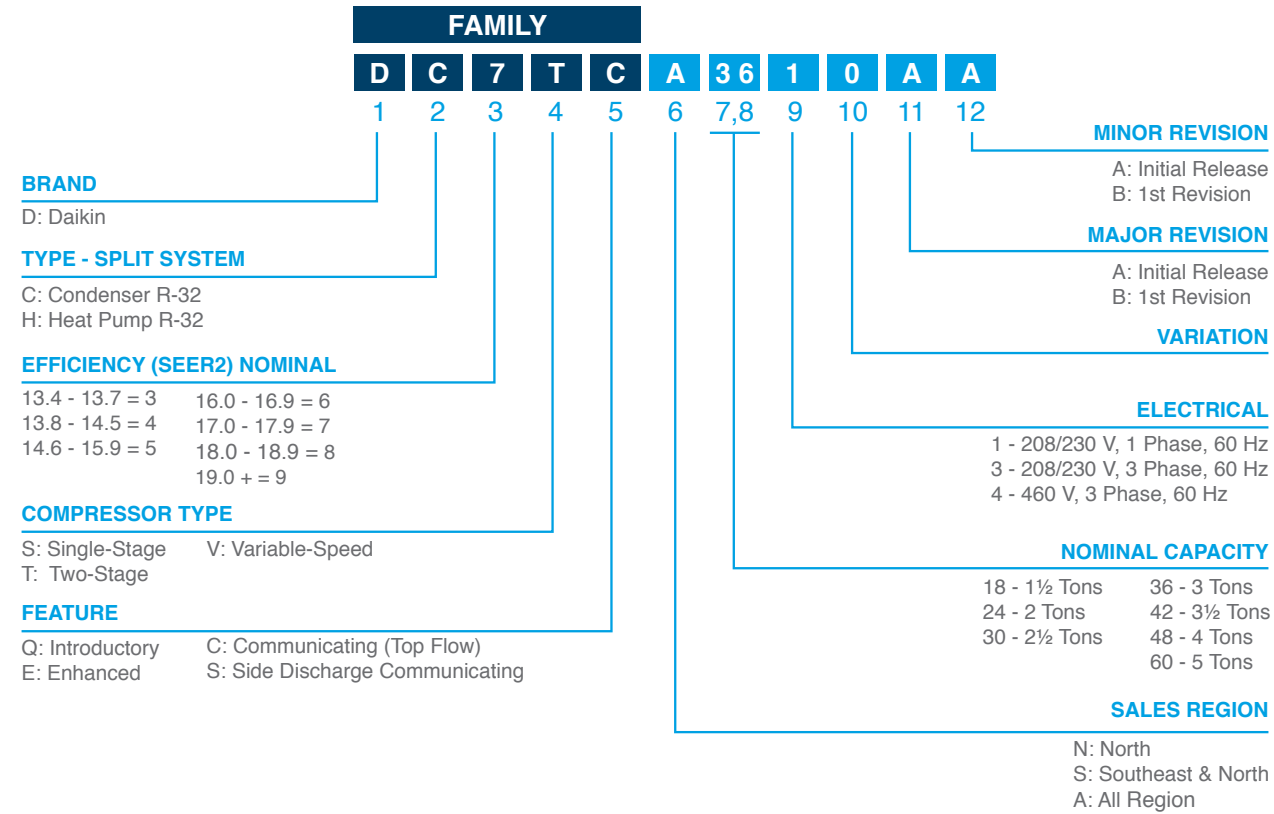 FAMILY
D C 7 T C A 3 6 1 0 A A
1 2 3 4 5 6 7,8 9 10 11 12
BRAND
D: Daikin
TYPE - SPLIT SYSTEM
C: Condenser R-32
H: Heat Pump R-32
EFFICIENCY (SEER2) NOMINAL
13.4 - 13.7 = 3
13.8 - 14.5 = 4
14.6 - 15.9 = 5
16.0 - 16.9 = 6
17.0 - 17.9 = 7
18.0 - 18.9 = 8
19.0 + = 9
COMPRESSOR TYPE
S: Single-Stage
T: Two-Stage
V: Variable-Speed
FEATURE
Q: Introductory
E: Enhanced
C: Communicating (Top Flow)
S: Side Discharge Communicating
MINOR REVISION
A: Initial Release
B: 1st Revision
MAJOR REVISION
A: Initial Release
B: 1st Revision
VARIATION
ELECTRICAL
1 - 208/230 V, 1 Phase, 60 Hz
3 - 208/230 V, 3 Phase, 60 Hz
4 - 460 V, 3 Phase, 60 Hz
NOMINAL CAPACITY
18 - 1½ Tons
24 - 2 Tons
30 - 2½ Tons
36 - 3 Tons
42 - 3½ Tons
48 - 4 Tons
60 - 5 Tons
SALES REGION
N: North
S: Southeast & North
A: All Region